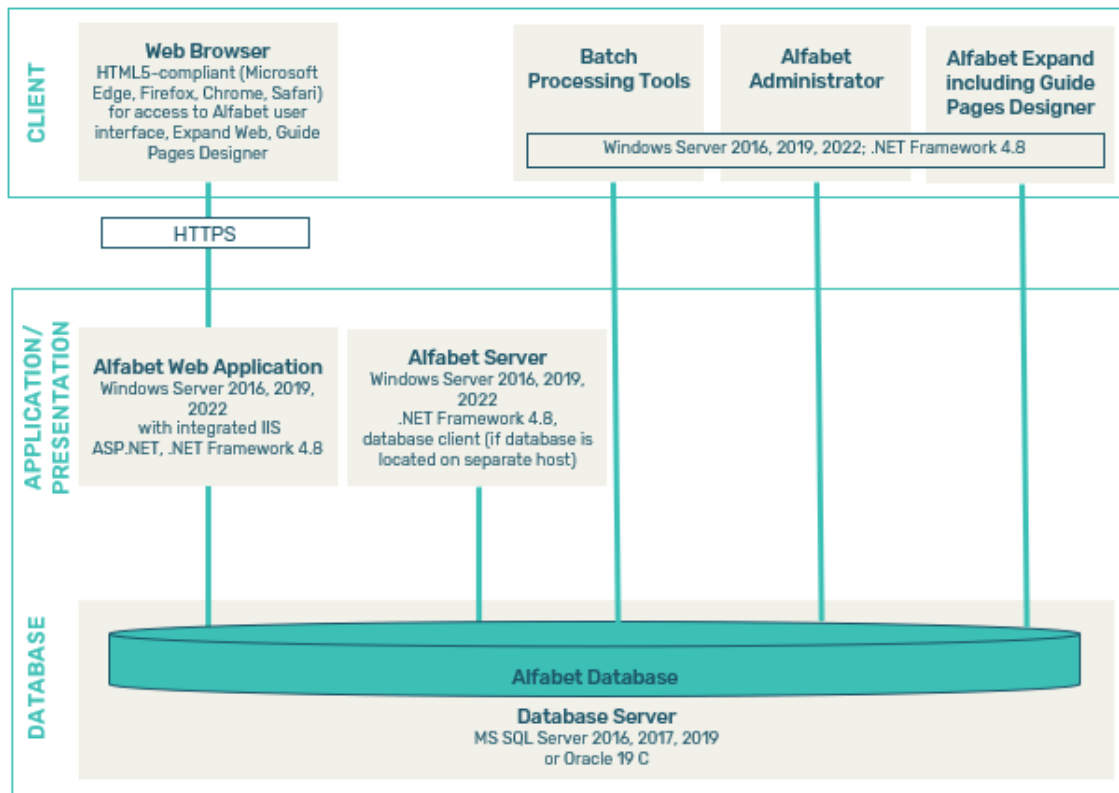 CLIENT
Web Browser
HTML5-compliant (Microsoft
Edge, Firefox, Chrome, Safari)
for access to Alfabet user
interface, Expand Web, Guide
Pages Designer
Batch
Processing Tools
Alfabet
Administrator
Alfabet Expand
including Guide
Pages Designer
Windows Server 2016, 2019, 2022; .NET Framework 4.8
HTTPS
APPLICATION/
PRESENTATION
Alfabet Web Application
Windows Server 2016, 2019,
2022
with integrated IIS
ASP.NET, .NET Framework 4.8
Alfabet Server
Windows Server 2016, 2019,
2022
.NET Framework 4.8,
database client (if database is
located on separate host)
DATABASE
Alfabet Database
Database Server
MS SQL Server 2016, 2017, 2019
or Oracle 19 C